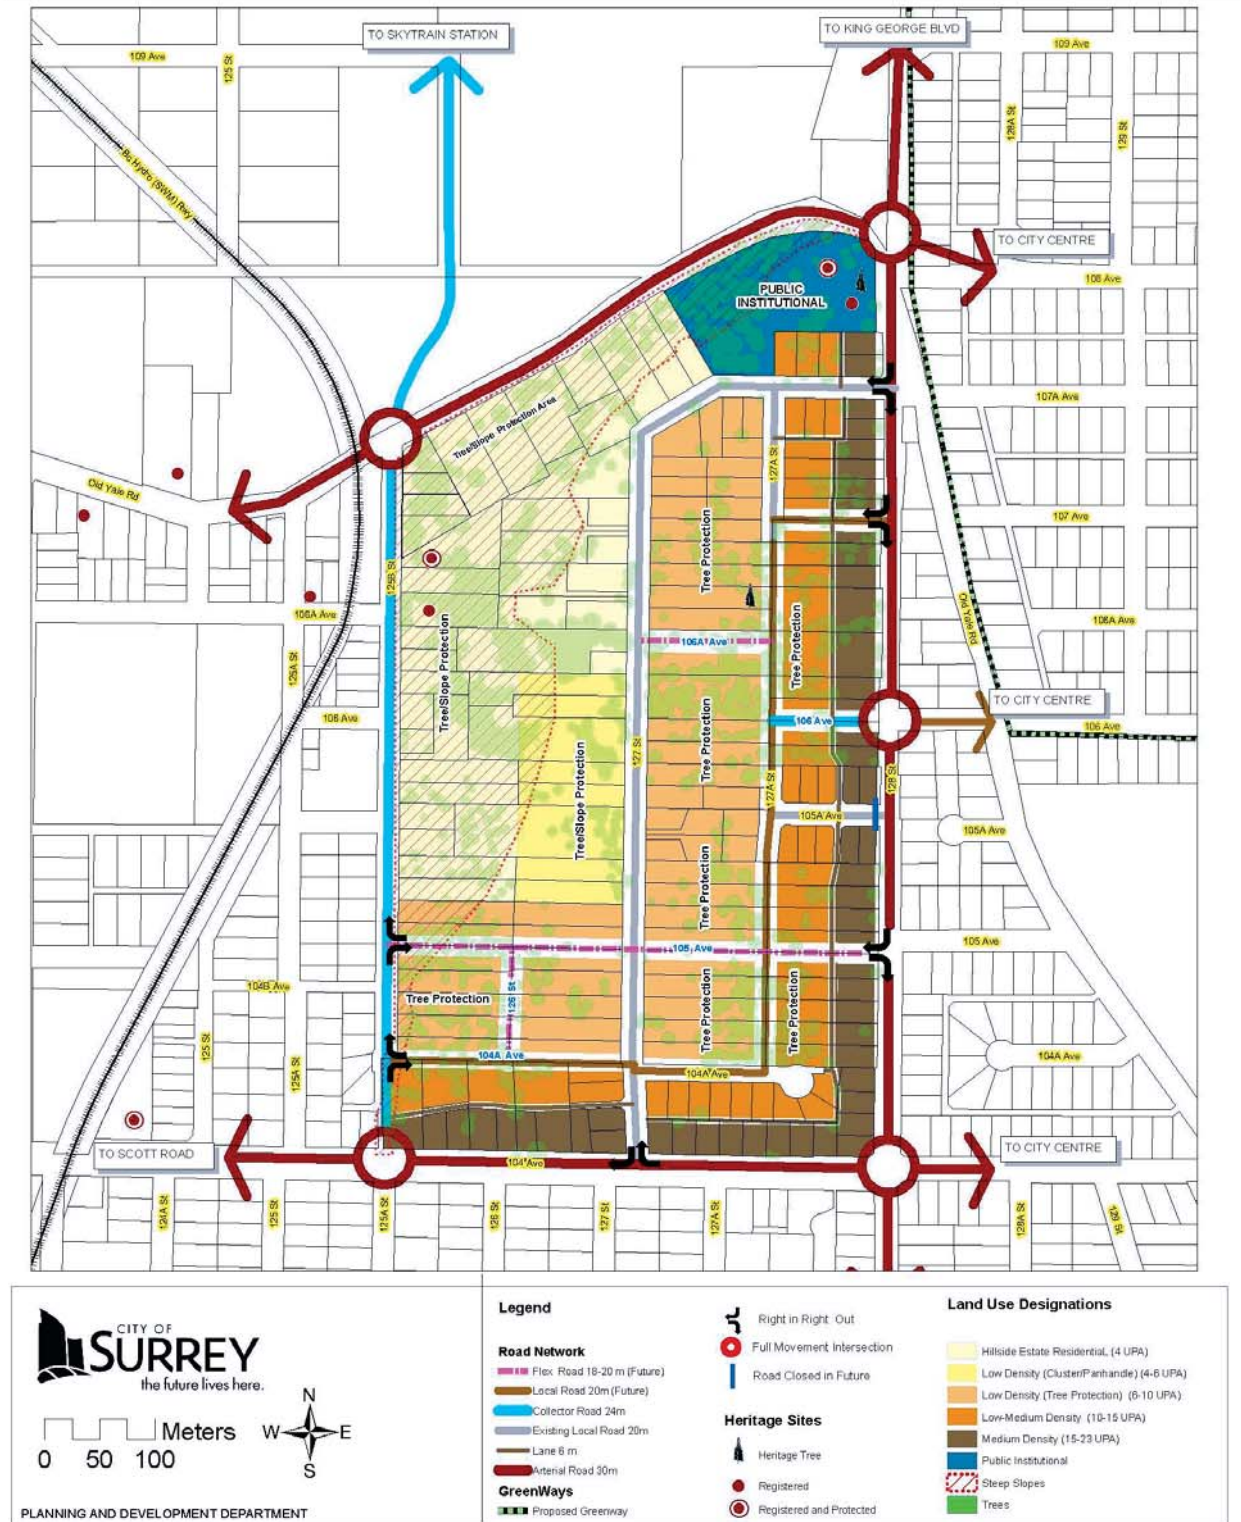 TO SKYTRAIN STATION
TO KING GEORGE BLVD
109 Ave
125 St
109 Ave
128A St
129 St
BC Hydro (SWM) Rwy
TO CITY CENTRE
108 Ave
PUBLIC
INSTITUTIONAL
107A Ave
Tree/Slope Protection Area
127A St
Old Yale Rd
107 Ave
Tree Protection
125B St
106A Ave
Old Yale Rd
108A Ave
Tree Protection
106A Ave
Tree/Slope Protection
125A St
TO CITY CENTRE
106 Ave
106 Ave
106 Ave
Tree Protection
127 St
127A St
128 St
Tree/Slope Protection
105A Ave
105A Ave
Tree Protection
105 Ave
105 Ave
104B Ave
Tree Protection
126 St
Tree Protection
Tree Protection
125 St
125A St
104A Ave
104A Ave
104A Ave
TO SCOTT ROAD
104 Ave
TO CITY CENTRE
124A St
125 St
125A St
126 St
127 St
127A St
128A St
129 St
CITY OF
SURREY
the future lives here.
Meters
0 50 100
N
W E
S
PLANNING AND DEVELOPMENT DEPARTMENT
Legend
Road Network
Flex Road 18-20 m (Future)
Local Road 20m (Future)
Collector Road 24m
Existing Local Road 20m
Lane 6 m
Arterial Road 30m
GreenWays
Proposed Greenway
Right in Right Out
Full Movement Intersection
Road Closed in Future
Heritage Sites
Heritage Tree
Registered
Registered and Protected
Land Use Designations
Hillside Estate Residential, (4 UPA)
Low Density (Cluster/Panhandle) (4-6 UPA)
Low Density (Tree Protection) (6-10 UPA)
Low-Medium Density (10-15 UPA)
Medium Density (15-23 UPA)
Public Institutional
Steep Slopes
Trees